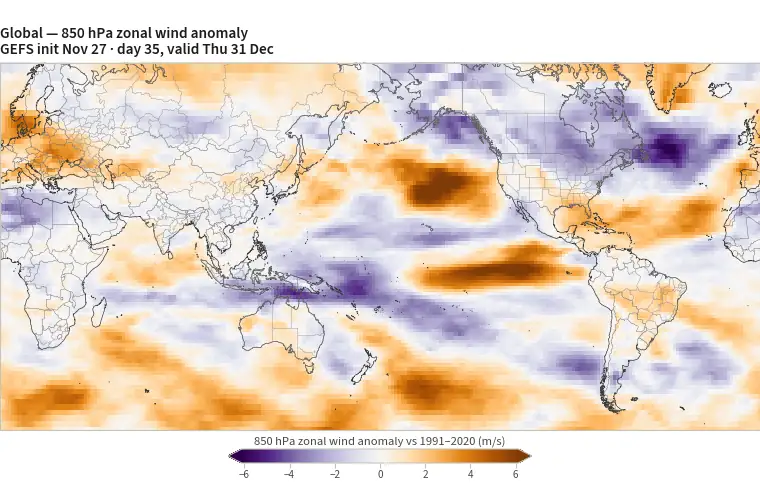 Global — 850 hPa zonal wind anomaly
GEFS init Nov 27 · day 35, valid Thu 31 Dec
850 hPa zonal wind anomaly vs 1991–2020 (m/s)
−6 −4 −2 0 2 4 6